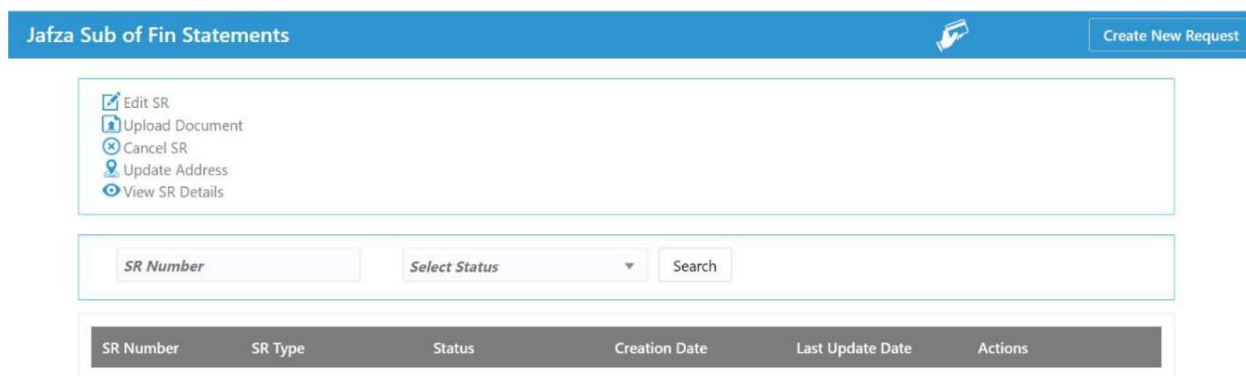 Jafza Sub of Fin Statements
Create New Request
Edit SR
Upload Document
Cancel SR
Update Address
View SR Details
SR Number
Select Status
Search
SR Number SR Type Status Creation Date Last Update Date Actions